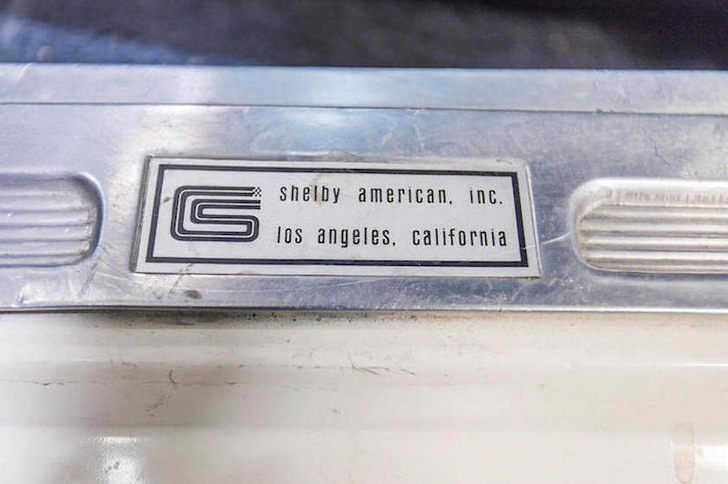 shelby american, inc.
los angeles, california